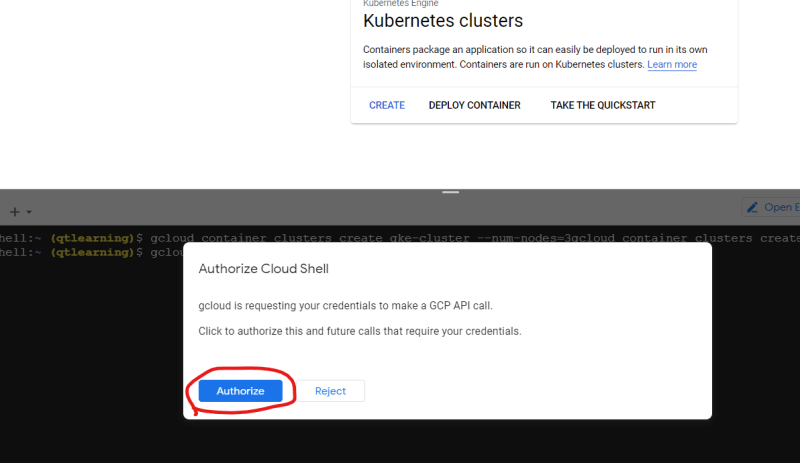 Kubernetes Engine
Kubernetes clusters
Containers package an application so it can easily be deployed to run in its own
isolated environment. Containers are run on Kubernetes clusters. Learn more
CREATE DEPLOY CONTAINER TAKE THE QUICKSTART
Open E
hell:~ (qtlearning)$ gcloud container clusters create gke-cluster --num-nodes=3gcloud container clusters create
hell:~ (qtlearning)$ gclou
Authorize Cloud Shell
gcloud is requesting your credentials to make a GCP API call.
Click to authorize this and future calls that require your credentials.
Authorize Reject